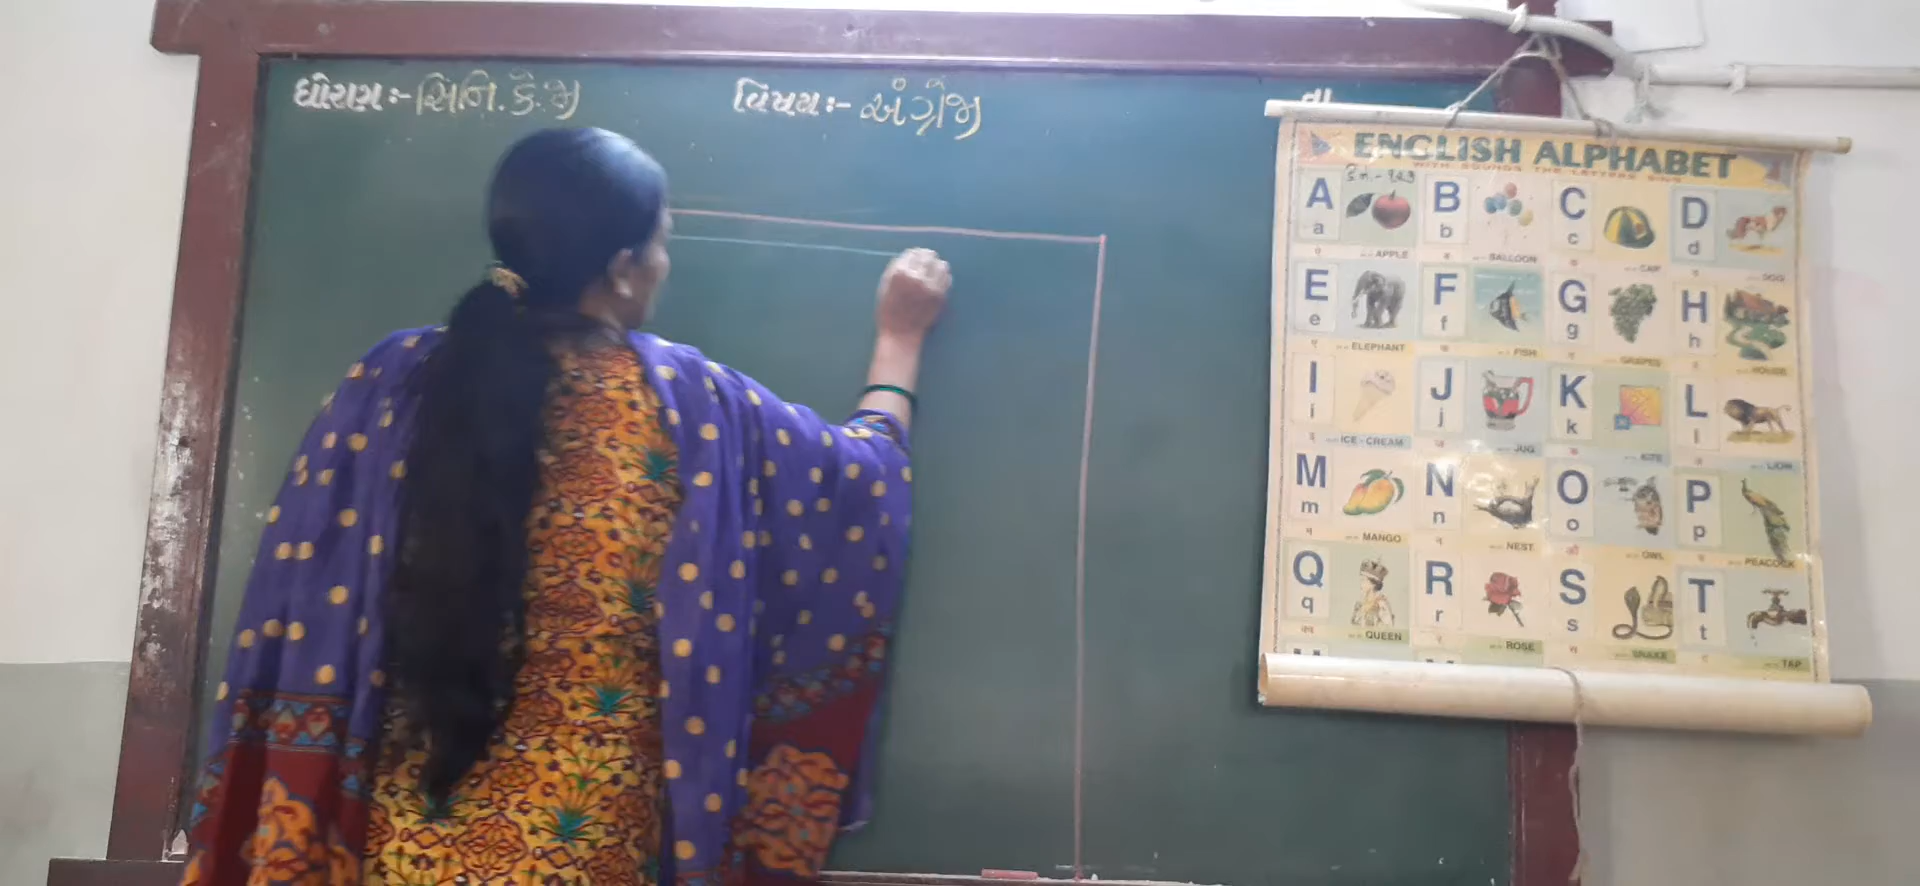 ધોરણ:- સિનિ. કે. જી વિષય:- અંગ્રેજી તા
ENGLISH ALPHABET
WITH SOUNDS THE LETTERS SING
A a APPLE B b BALLOON C c CAP D d DOG
E e ELEPHANT F f FISH G g GRAPES H h HOUSE
I i ICE-CREAM J j JUG K k KITE L l LION
M m MANGO N n NEST O o OWL P p PEACOCK
Q q QUEEN R r ROSE S s SNAKE T t TAP